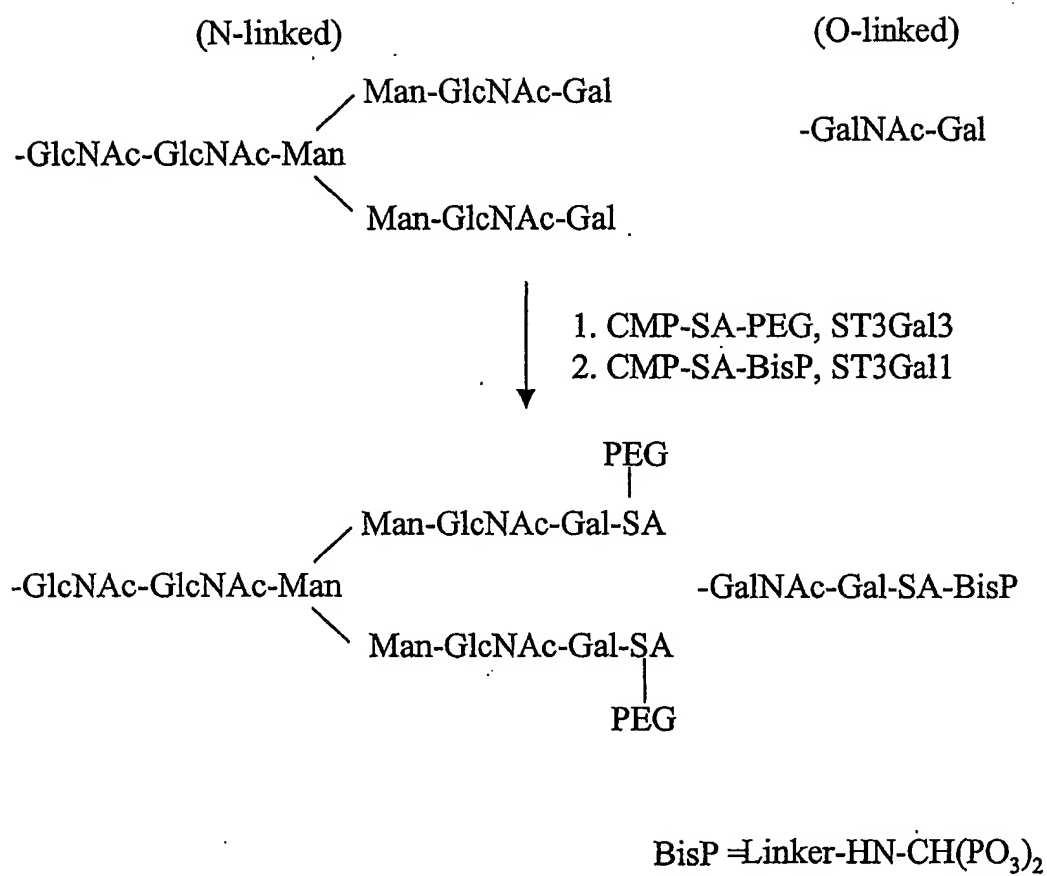 (N-linked) (O-linked)
Man-GlcNAc-Gal
-GalNAc-Gal
-GlcNAc-GlcNAc-Man
Man-GlcNAc-Gal
1. CMP-SA-PEG, ST3Gal3
2. CMP-SA-BisP, ST3Gal1
PEG
Man-GlcNAc-Gal-SA
-GlcNAc-GlcNAc-Man -GalNAc-Gal-SA-BisP
Man-GlcNAc-Gal-SA
PEG
BisP =Linker-HN-CH(PO₃)₂